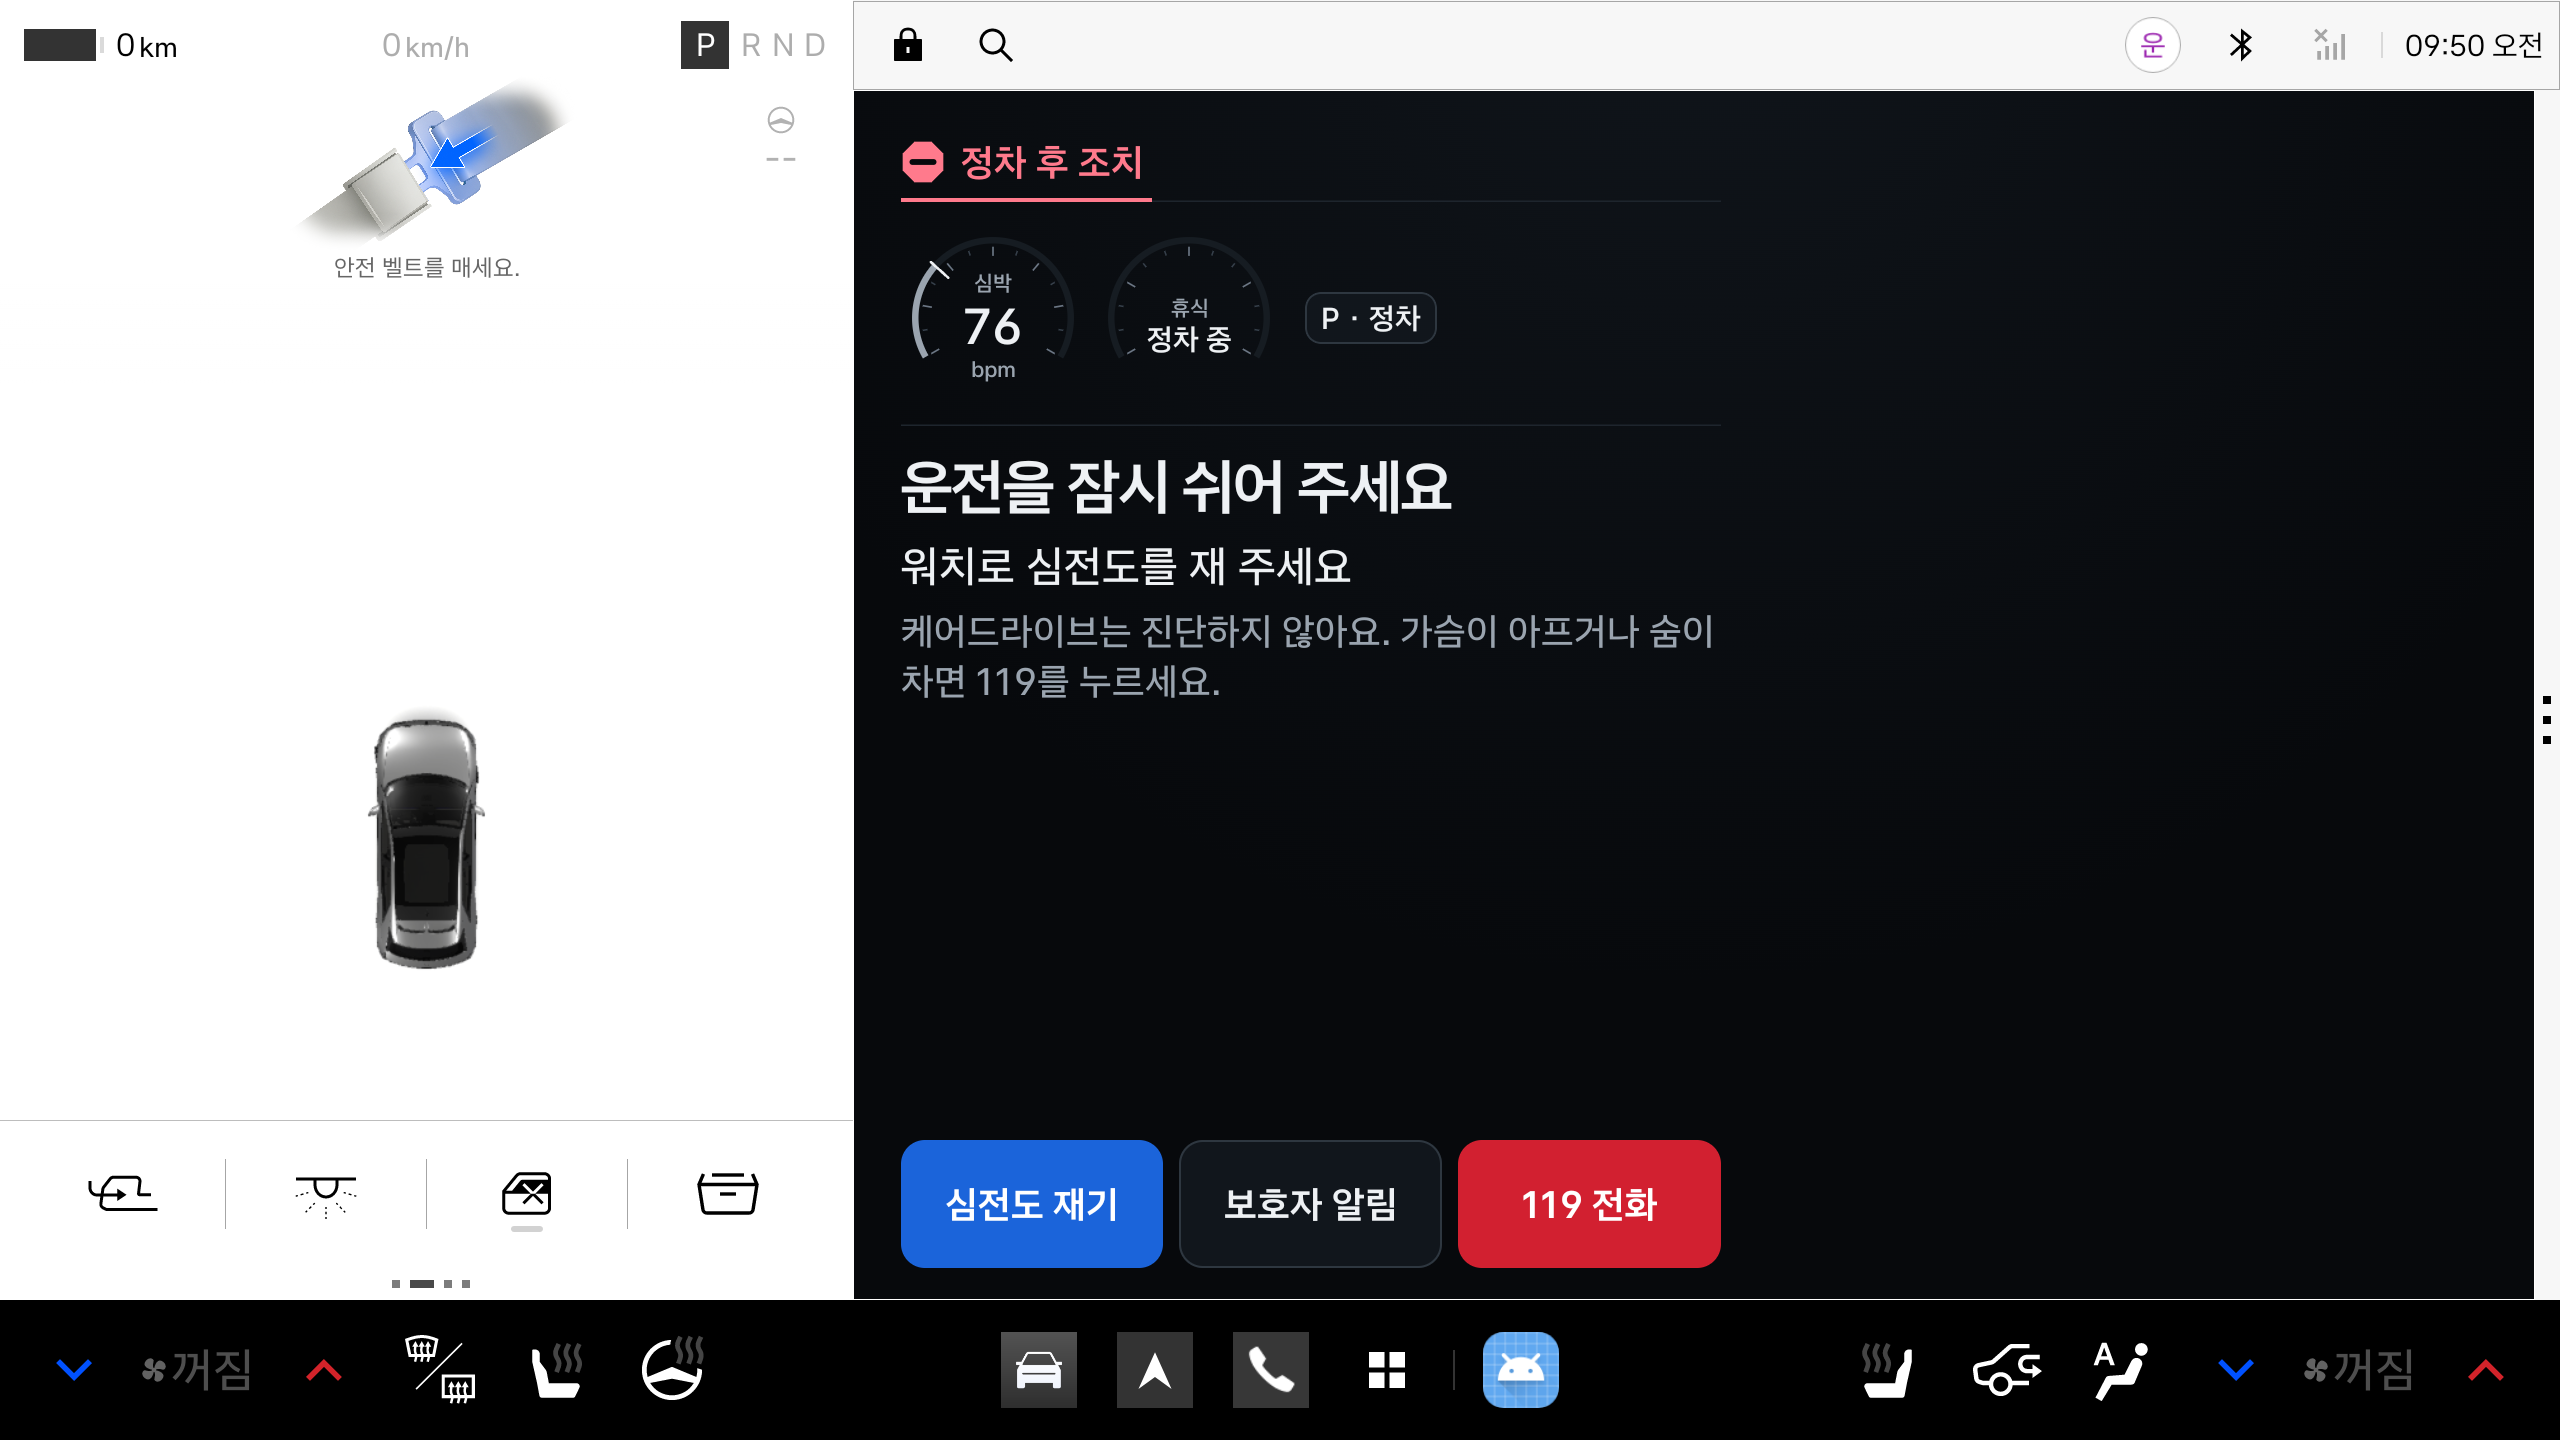 0 km
0 km/h
P R N D
--
안전 벨트를 매세요.
운
09:50 오전
정차 후 조치
심박
76
bpm
휴식
정차 중
P · 정차
운전을 잠시 쉬어 주세요
워치로 심전도를 재 주세요
케어드라이브는 진단하지 않아요. 가슴이 아프거나 숨이
차면 119를 누르세요.
심전도 재기
보호자 알림
119 전화
꺼짐
A
꺼짐